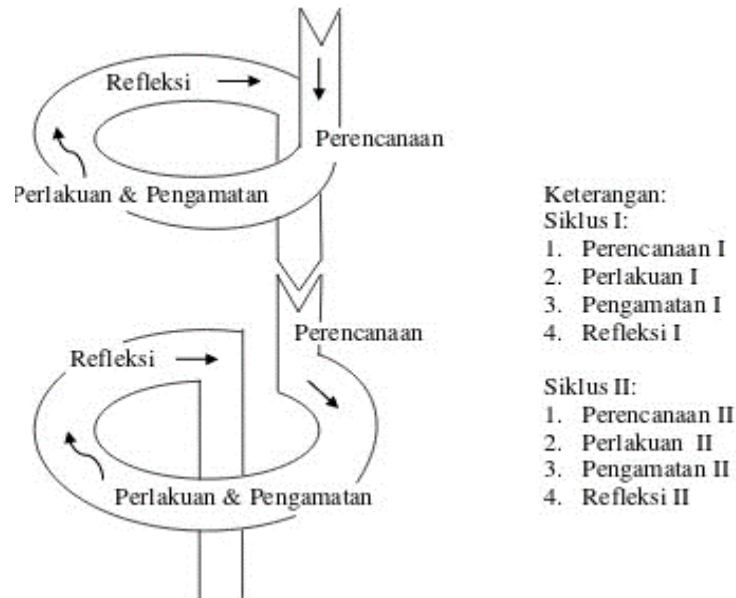 Refleksi
Perencanaan
Perlakuan & Pengamatan
Perencanaan
Refleksi
Perlakuan & Pengamatan
Keterangan:
Siklus I:
1. Perencanaan I
2. Perlakuan I
3. Pengamatan I
4. Refleksi I
Siklus II:
1. Perencanaan II
2. Perlakuan II
3. Pengamatan II
4. Refleksi II